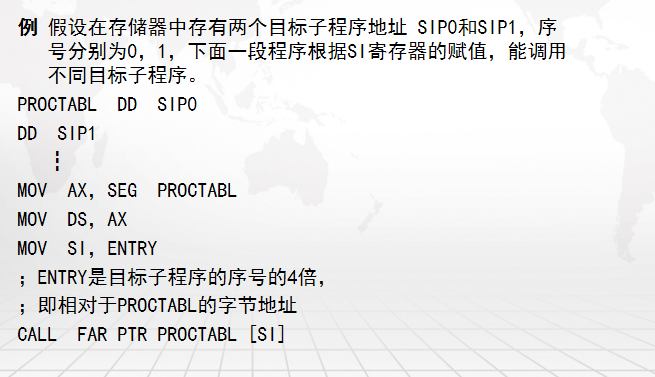 例 假设在存储器中存有两个目标子程序地址 SIP0和SIP1，序
号分别为0，1，下面一段程序根据SI寄存器的赋值，能调用
不同目标子程序。
PROCTABL DD SIP0
DD SIP1
┇
MOV AX，SEG PROCTABL
MOV DS，AX
MOV SI，ENTRY
；ENTRY是目标子程序的序号的4倍，
；即相对于PROCTABL的字节地址
CALL FAR PTR PROCTABL [SI]